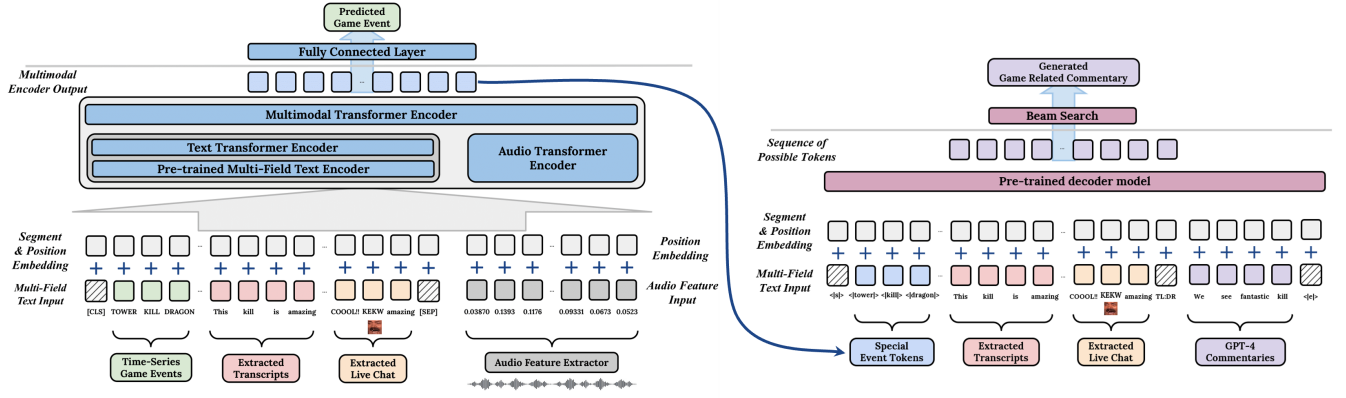 Predicted
Game Event
Fully Connected Layer
Multimodal
Encoder Output
...
Multimodal Transformer Encoder
Text Transformer Encoder
Pre-trained Multi-Field Text Encoder
Audio Transformer
Encoder
Segment
& Position
Embedding
... ... ...
Position
Embedding
+ + + + + + + + + + + + + + + + + +
Multi-Field
Text Input
Audio Feature
Input
[CLS] TOWER KILL DRAGON This kill is amazing COOOL!! KEKW amazing [SEP] 0.03870 0.1393 0.1176 0.09331 0.0673 0.0523
Time-Series
Game Events
Extracted
Transcripts
Extracted
Live Chat
Audio Feature Extractor
Generated
Game Related Commentary
Beam Search
Sequence of
Possible Tokens
...
Pre-trained decoder model
Segment
& Position
Embedding
... ...
+ + + + + + + + + + + + + + + + +
Multi-Field
Text Input
<|s|> <|tower|> <|kill|> <|dragon|> This kill is amazing COOOL!! KEKW amazing TL:DR We see fantastic kill <|e|>
Special
Event Tokens
Extracted
Transcripts
Extracted
Live Chat
GPT-4
Commentaries